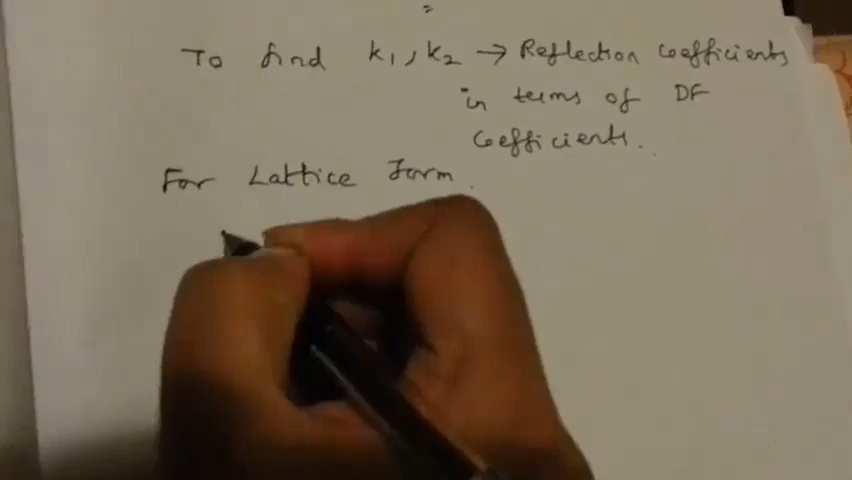 To find k1, k2 → Reflection Coefficients
in terms of DF
Coefficients.
For Lattice Form.